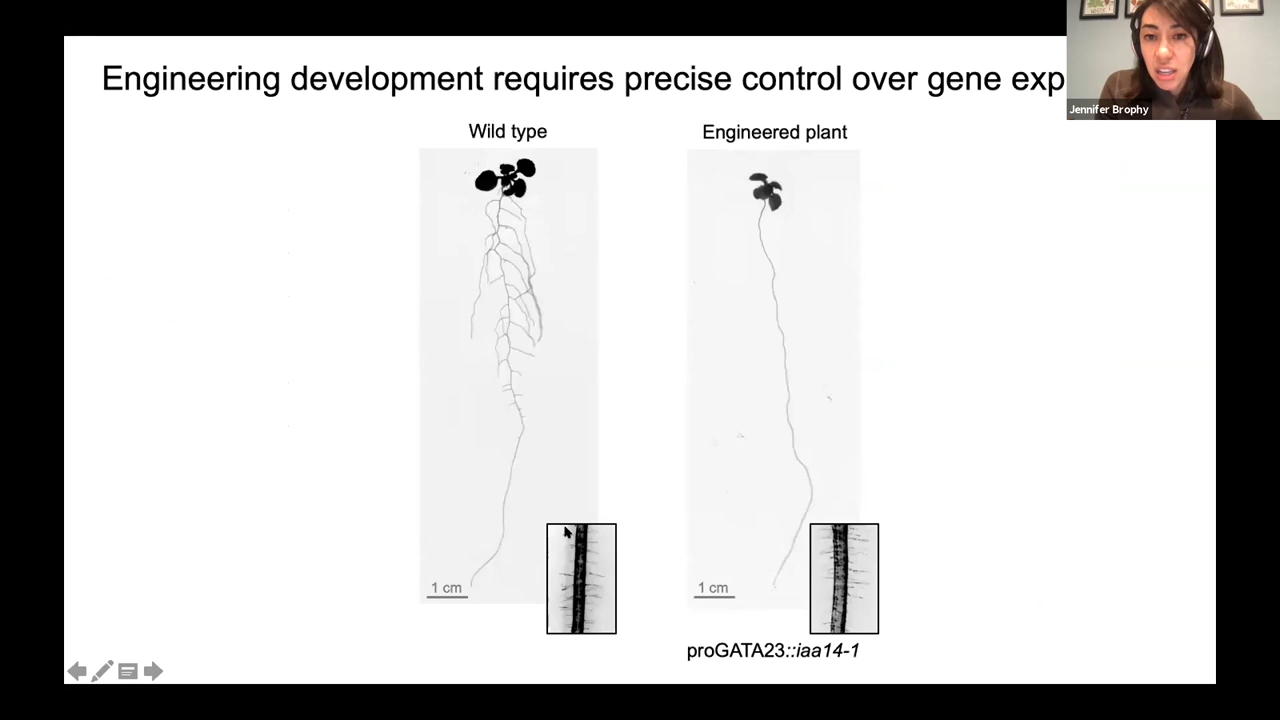 Engineering development requires precise control over gene exp
Jennifer Brophy
Wild type
Engineered plant
1 cm
1 cm
proGATA23::iaa14-1